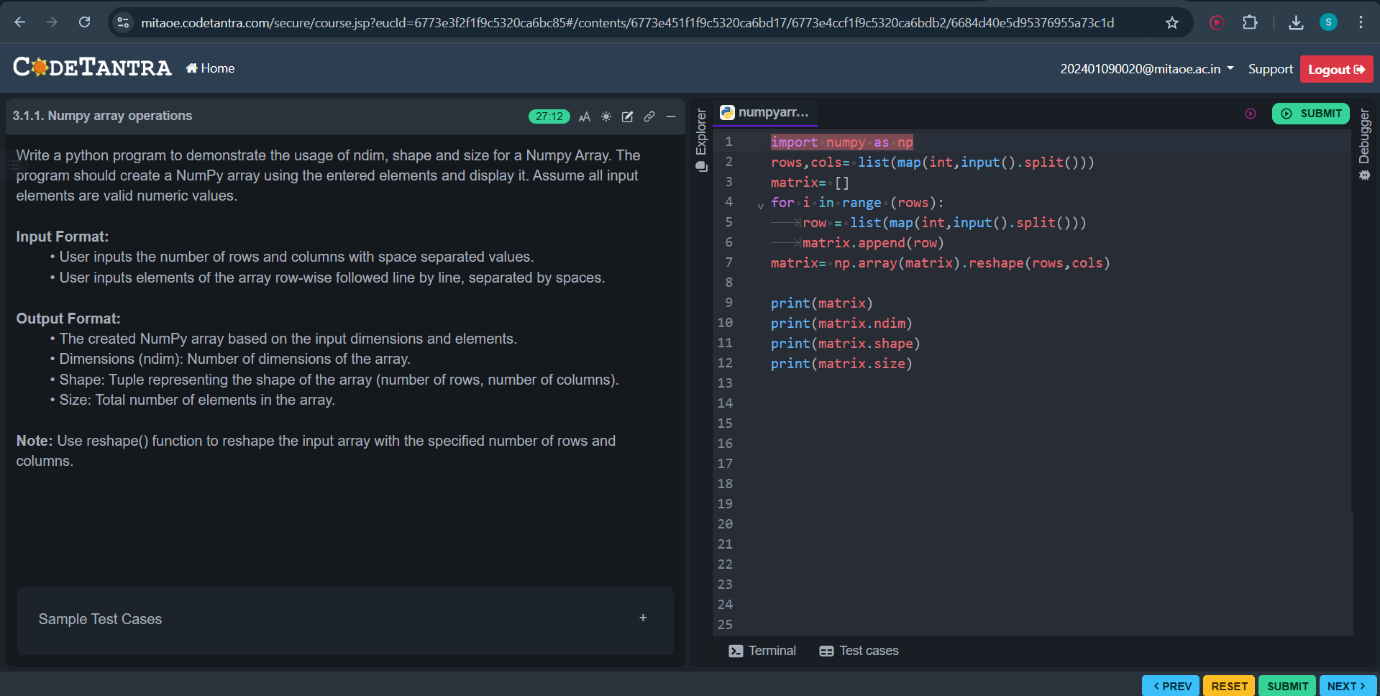 mitaoe.codetantra.com/secure/course.jsp?eucId=6773e3f2f1f9c5320ca6bc85#/contents/6773e451f1f9c5320ca6bd17/6773e4ccf1f9c5320ca6bdb2/6684d40e5d95376955a73c1d
S
CODETANTRA Home
202401090020@mitaoe.ac.in Support Logout
3.1.1. Numpy array operations
27:12 AA
Write a python program to demonstrate the usage of ndim, shape and size for a Numpy Array. The
program should create a NumPy array using the entered elements and display it. Assume all input
elements are valid numeric values.
Input Format:
• User inputs the number of rows and columns with space separated values.
• User inputs elements of the array row-wise followed line by line, separated by spaces.
Output Format:
• The created NumPy array based on the input dimensions and elements.
• Dimensions (ndim): Number of dimensions of the array.
• Shape: Tuple representing the shape of the array (number of rows, number of columns).
• Size: Total number of elements in the array.
Note: Use reshape() function to reshape the input array with the specified number of rows and
columns.
Sample Test Cases +
Explorer
numpyarr...
SUBMIT
Debugger
1 import numpy as np
2 rows,cols= list(map(int,input().split()))
3 matrix= []
4 for i in range (rows):
5 row = list(map(int,input().split()))
6 matrix.append(row)
7 matrix= np.array(matrix).reshape(rows,cols)
8
9 print(matrix)
10 print(matrix.ndim)
11 print(matrix.shape)
12 print(matrix.size)
13
14
15
16
17
18
19
20
21
22
23
24
25
Terminal Test cases
< PREV RESET SUBMIT NEXT >